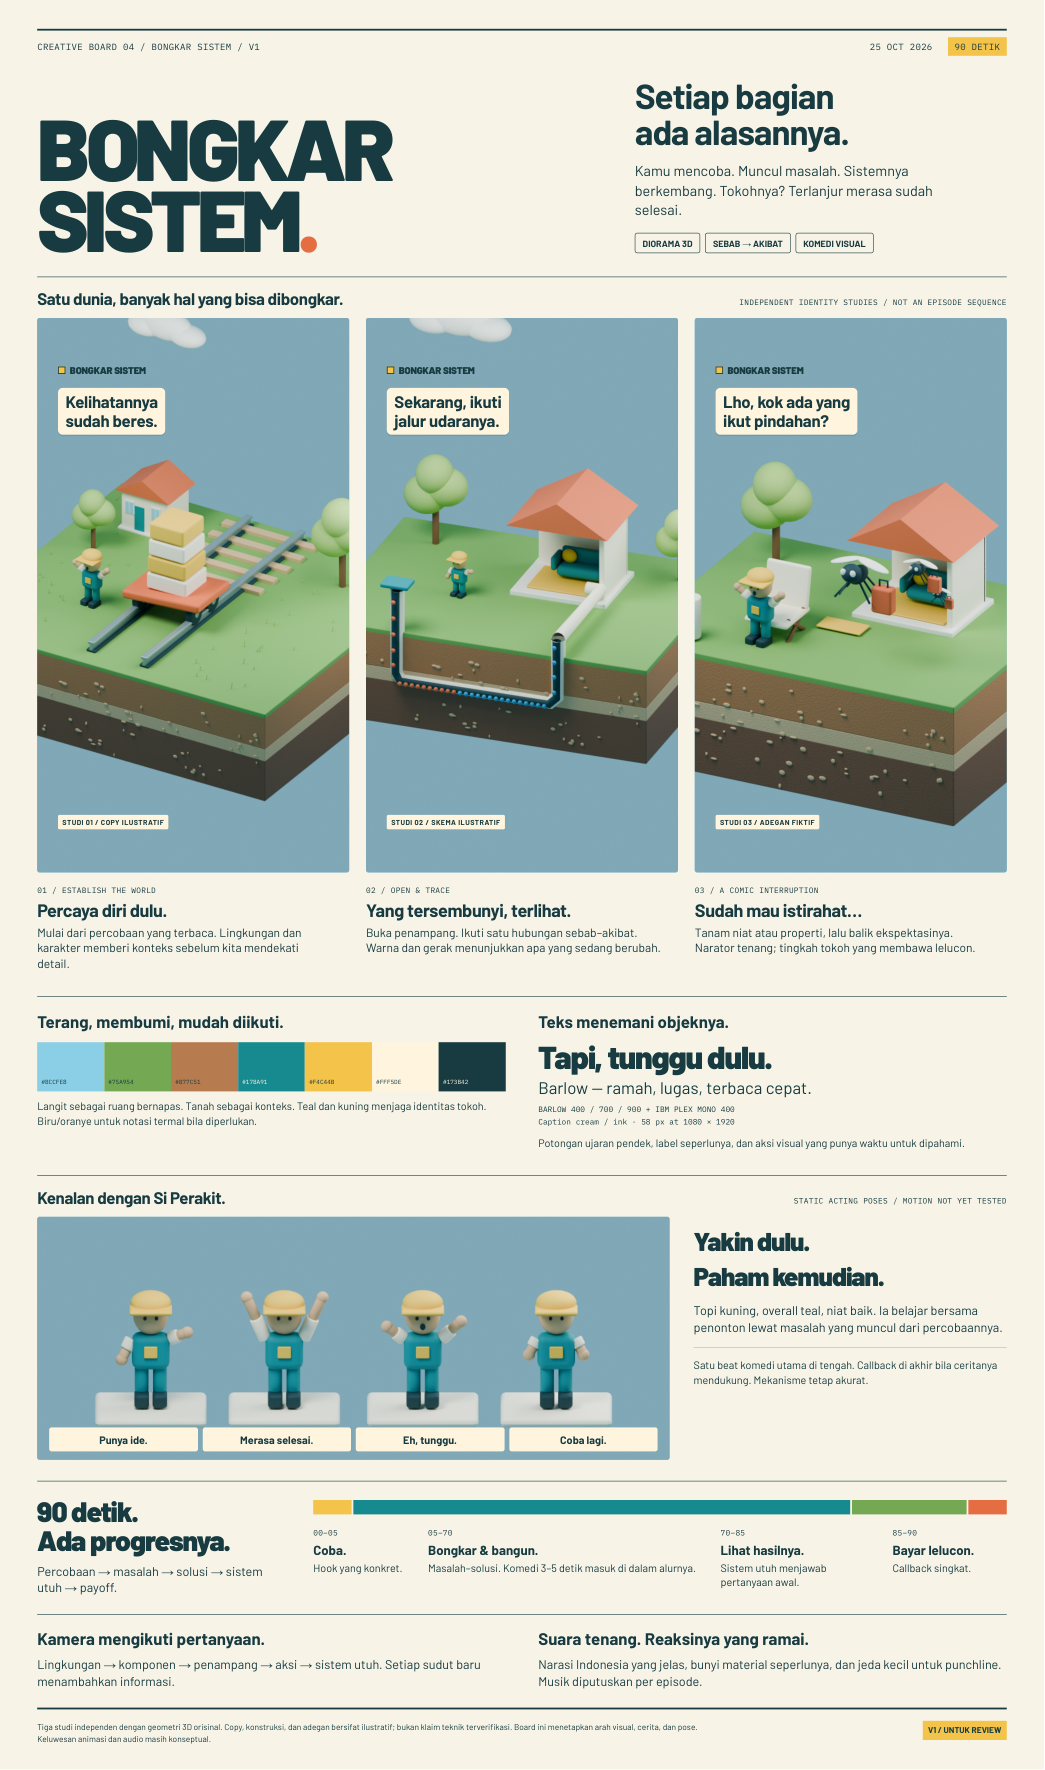 CREATIVE BOARD 04 / BONGKAR SISTEM / V1
25 OCT 2026
90 DETIK
BONGKAR
SISTEM.
Setiap bagian
ada alasannya.
Kamu mencoba. Muncul masalah. Sistemnya
berkembang. Tokohnya? Terlanjur merasa sudah
selesai.
DIORAMA 3D
SEBAB → AKIBAT
KOMEDI VISUAL
Satu dunia, banyak hal yang bisa dibongkar.
INDEPENDENT IDENTITY STUDIES / NOT AN EPISODE SEQUENCE
BONGKAR SISTEM
Kelihatannya
sudah beres.
STUDI 01 / COPY ILUSTRATIF
BONGKAR SISTEM
Sekarang, ikuti
jalur udaranya.
STUDI 02 / SKEMA ILUSTRATIF
BONGKAR SISTEM
Lho, kok ada yang
ikut pindahan?
STUDI 03 / ADEGAN FIKTIF
01 / ESTABLISH THE WORLD
Percaya diri dulu.
Mulai dari percobaan yang terbaca. Lingkungan dan
karakter memberi konteks sebelum kita mendekati
detail.
02 / OPEN & TRACE
Yang tersembunyi, terlihat.
Buka penampang. Ikuti satu hubungan sebab–akibat.
Warna dan gerak menunjukkan apa yang sedang berubah.
03 / A COMIC INTERRUPTION
Sudah mau istirahat…
Tanam niat atau properti, lalu balik ekspektasinya.
Narator tenang; tingkah tokoh yang membawa lelucon.
Terang, membumi, mudah diikuti.
#8CCFE8
#75A954
#B77C51
#178A91
#F4C44B
#FFF5DE
#173B42
Langit sebagai ruang bernapas. Tanah sebagai konteks. Teal dan kuning menjaga identitas tokoh.
Biru/oranye untuk notasi termal bila diperlukan.
Teks menemani objeknya.
Tapi, tunggu dulu.
Barlow — ramah, lugas, terbaca cepat.
BARLOW 400 / 700 / 900 + IBM PLEX MONO 400
Caption cream / ink · 58 px at 1080 × 1920
Potongan ujaran pendek, label seperlunya, dan aksi visual yang punya waktu untuk dipahami.
Kenalan dengan Si Perakit.
STATIC ACTING POSES / MOTION NOT YET TESTED
Punya ide.
Merasa selesai.
Eh, tunggu.
Coba lagi.
Yakin dulu.
Paham kemudian.
Topi kuning, overall teal, niat baik. Ia belajar bersama
penonton lewat masalah yang muncul dari percobaannya.
Satu beat komedi utama di tengah. Callback di akhir bila ceritanya
mendukung. Mekanisme tetap akurat.
90 detik.
Ada progresnya.
Percobaan → masalah → solusi → sistem
utuh → payoff.
00–05
Coba.
Hook yang konkret.
05–70
Bongkar & bangun.
Masalah–solusi. Komedi 3–5 detik masuk di dalam alurnya.
70–85
Lihat hasilnya.
Sistem utuh menjawab
pertanyaan awal.
85–90
Bayar lelucon.
Callback singkat.
Kamera mengikuti pertanyaan.
Lingkungan → komponen → penampang → aksi → sistem utuh. Setiap sudut baru
menambahkan informasi.
Suara tenang. Reaksinya yang ramai.
Narasi Indonesia yang jelas, bunyi material seperlunya, dan jeda kecil untuk punchline.
Musik diputuskan per episode.
Tiga studi independen dengan geometri 3D orisinal. Copy, konstruksi, dan adegan bersifat ilustratif; bukan klaim teknik terverifikasi. Board ini menetapkan arah visual, cerita, dan pose.
Keluwesan animasi dan audio masih konseptual.
V1 / UNTUK REVIEW